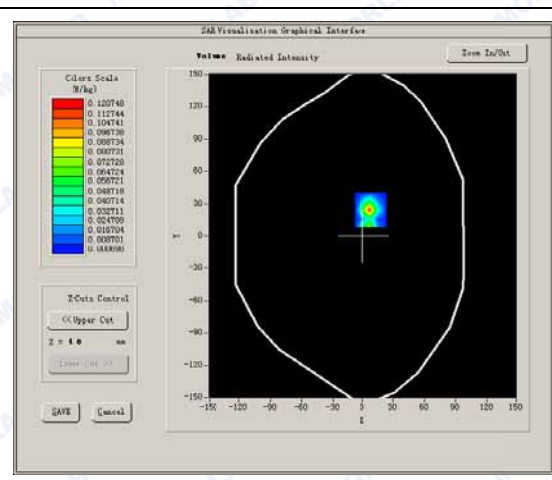 SAR Visualisation Graphical Interface
Volume Radiated Intensity
Zoom In/Out
Colors Scale
(W/kg)
0.120748
0.112744
0.104741
0.096738
0.088734
0.080731
0.072728
0.064724
0.056721
0.048718
0.040714
0.032711
0.024708
0.016704
0.008701
Z-Cuts Control
<< Upper Cut
Z = 4.0 mm
Lower Cut >>
SAVE Cancel
150
120
90
60
30
0
-30
-60
-90
-120
-150
Y
-150 -120 -90 -60 -30 0 30 60 90 120 150
X